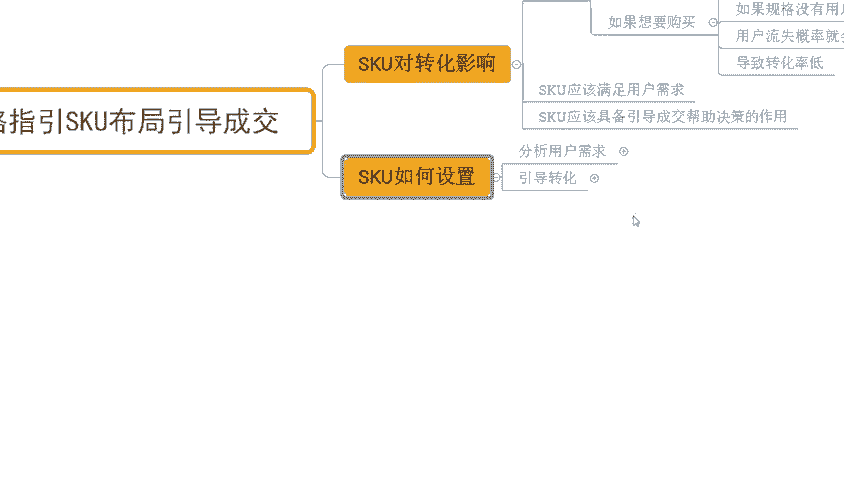 如果规格没有用
如果想要购买
用户流失概率就
导致转化率低
SKU对转化影响
SKU应该满足用户需求
SKU应该具备引导成交帮助决策的作用
指引SKU布局引导成交
分析用户需求
SKU如何设置
引导转化